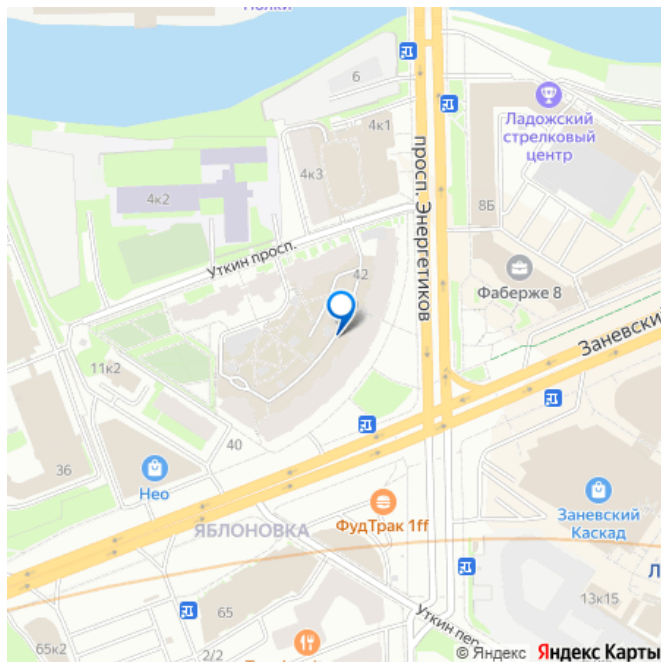 6
4к1
Ладожский
стрелковый
центр
4к3
4к2
8Б
просп. Энергетиков
Уткин просп.
42
Фаберже 8
Заневски
11к2
40
36
Нео
ФудТрак 1ff
Заневский
Каскад
ЯБЛОНОВКА
Л
13к15
65
Уткин пер.
65к2
2/2
© Яндекс Яндекс Карты